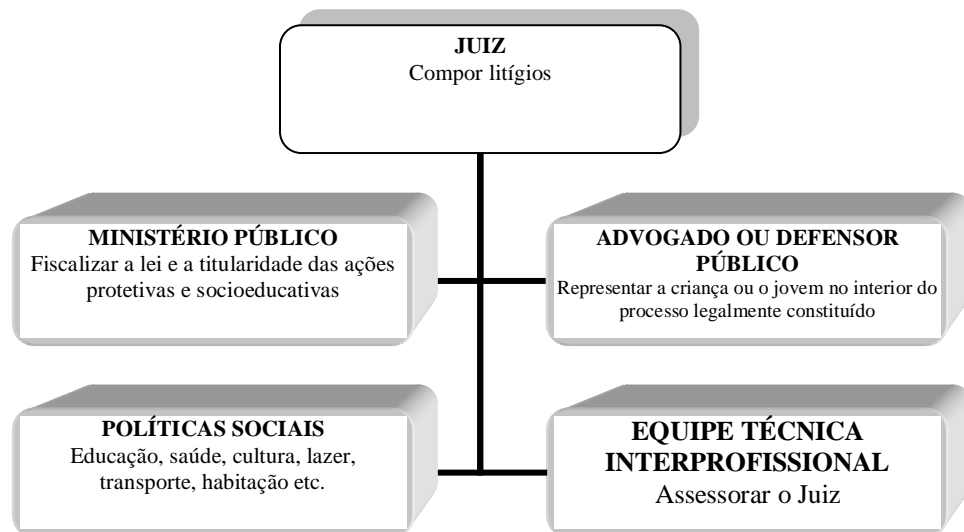 JUIZ
Compor litígios
MINISTÉRIO PÚBLICO
Fiscalizar a lei e a titularidade das ações
protetivas e socioeducativas
ADVOGADO OU DEFENSOR
PÚBLICO
Representar a criança ou o jovem no interior do
processo legalmente constituído
POLÍTICAS SOCIAIS
Educação, saúde, cultura, lazer,
transporte, habitação etc.
EQUIPE TÉCNICA
INTERPROFISSIONAL
Assessorar o Juiz